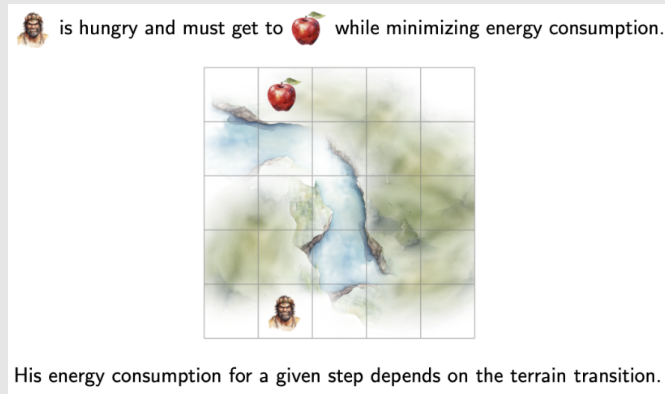 is hungry and must get to while minimizing energy consumption.
His energy consumption for a given step depends on the terrain transition.